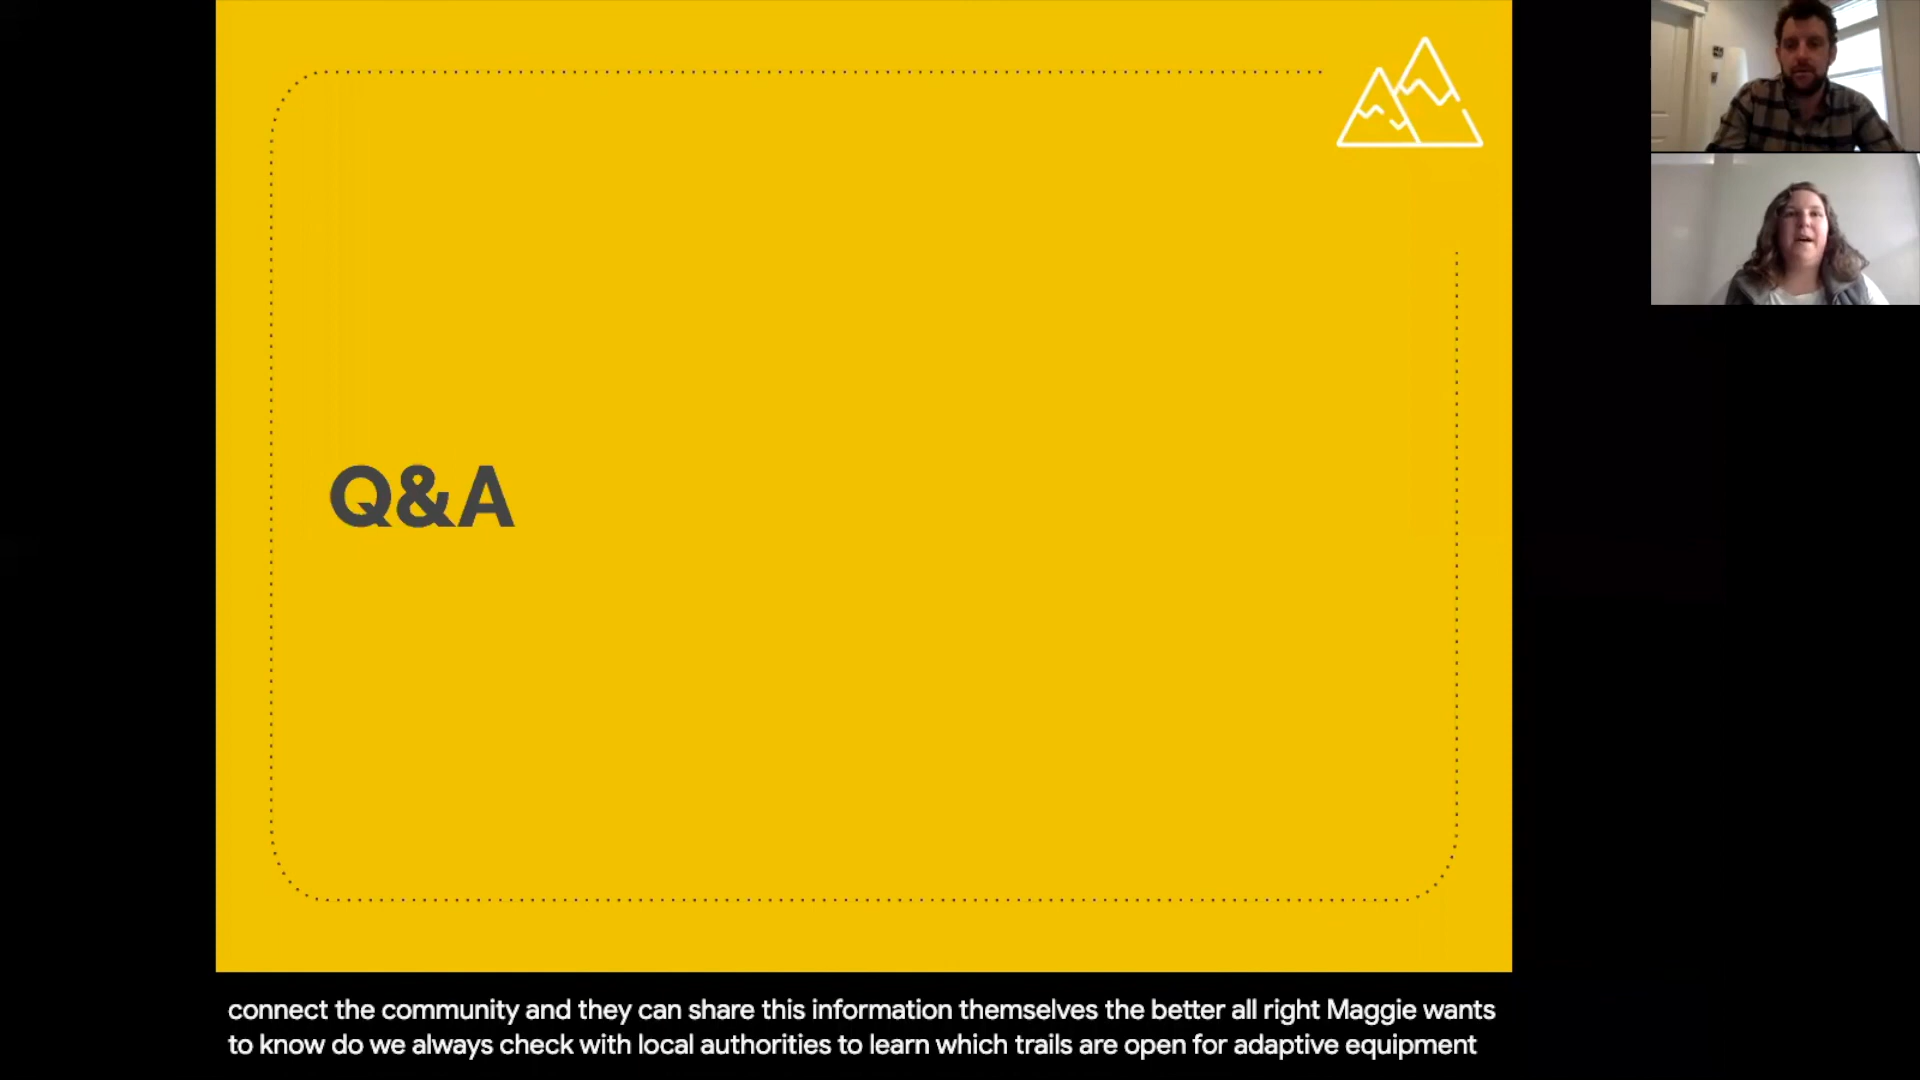 Q&A
connect the community and they can share this information themselves the better all right Maggie wants
to know do we always check with local authorities to learn which trails are open for adaptive equipment